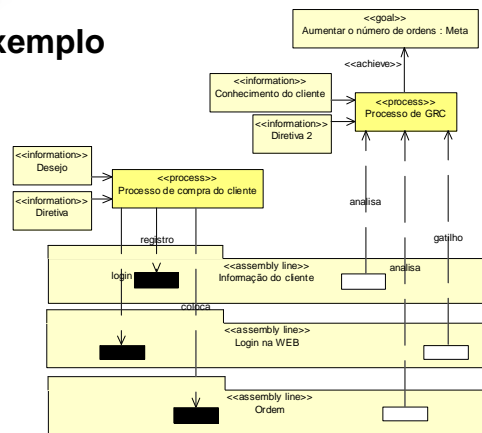 xemplo
<<goal>>
Aumentar o número de ordens : Meta
<<achieve>>
<<information>>
Conhecimento do cliente
<<process>>
Processo de GRC
<<information>>
Diretiva 2
<<information>>
Desejo
<<process>>
Processo de compra do cliente
<<information>>
Diretiva
analisa
registro
gatilho
<<assembly line>>
Informação do cliente
login
analisa
coloca
<<assembly line>>
Login na WEB
<<assembly line>>
Ordem